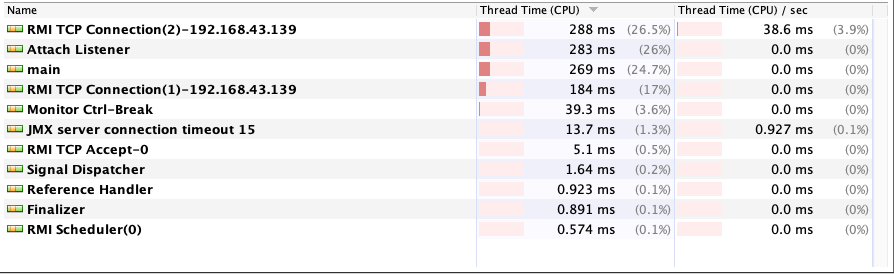 Name Thread Time (CPU) Thread Time (CPU) / sec
RMI TCP Connection(2)-192.168.43.139 288 ms (26.5%) 38.6 ms (3.9%)
Attach Listener 283 ms (26%) 0.0 ms (0%)
main 269 ms (24.7%) 0.0 ms (0%)
RMI TCP Connection(1)-192.168.43.139 184 ms (17%) 0.0 ms (0%)
Monitor Ctrl-Break 39.3 ms (3.6%) 0.0 ms (0%)
JMX server connection timeout 15 13.7 ms (1.3%) 0.927 ms (0.1%)
RMI TCP Accept-0 5.1 ms (0.5%) 0.0 ms (0%)
Signal Dispatcher 1.64 ms (0.2%) 0.0 ms (0%)
Reference Handler 0.923 ms (0.1%) 0.0 ms (0%)
Finalizer 0.891 ms (0.1%) 0.0 ms (0%)
RMI Scheduler(0) 0.574 ms (0.1%) 0.0 ms (0%)